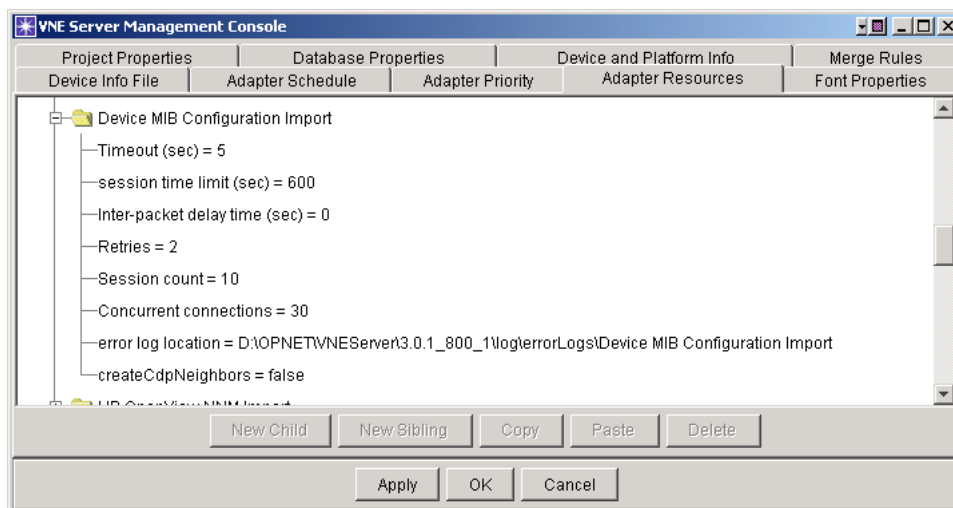 VNE Server Management Console
Project Properties Database Properties Device and Platform Info Merge Rules
Device Info File Adapter Schedule Adapter Priority Adapter Resources Font Properties
Device MIB Configuration Import
Timeout (sec) = 5
session time limit (sec) = 600
Inter-packet delay time (sec) = 0
Retries = 2
Session count = 10
Concurrent connections = 30
error log location = D:\OPNET\VNEServer\3.0.1_800_1\log\errorLogs\Device MIB Configuration Import
createCdpNeighbors = false
HP OpenView NNM Import
New Child New Sibling Copy Paste Delete
Apply OK Cancel